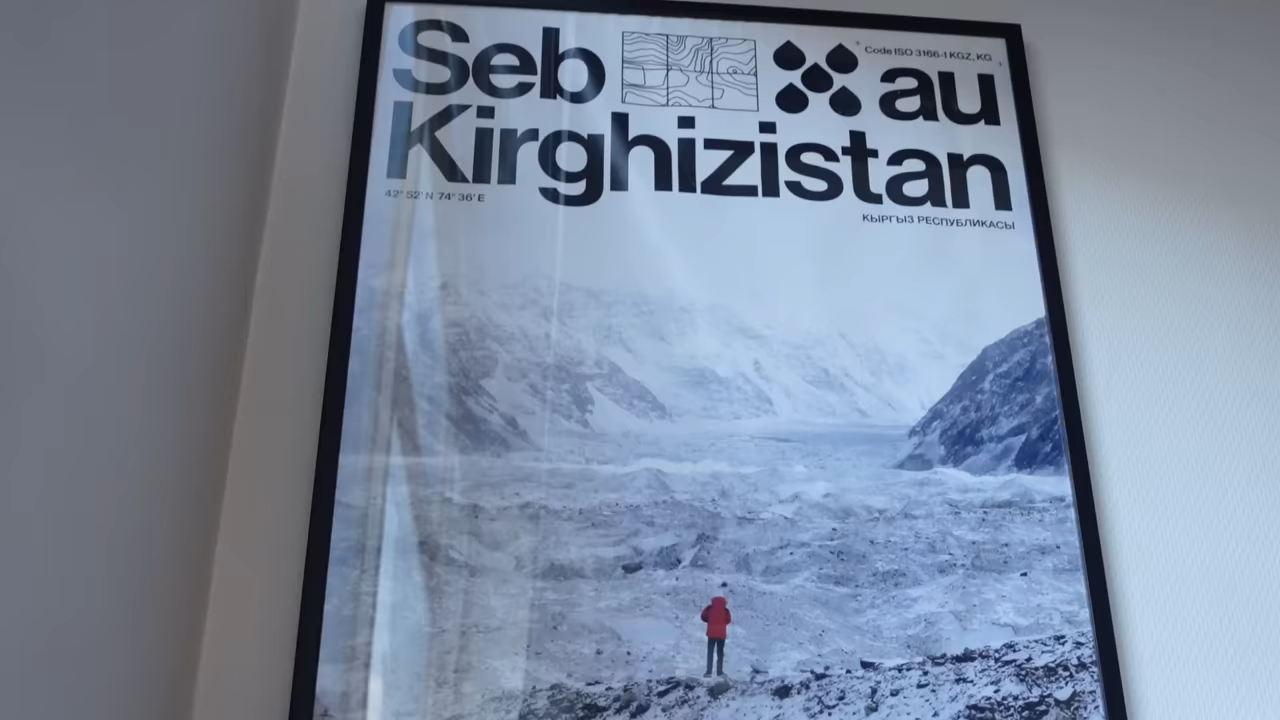 Seb au
Code ISO 3166-1 KGZ, KG
Kirghizistan
42° 52' N 74° 36' E
КЫРГЫЗ РЕСПУБЛИКАСЫ